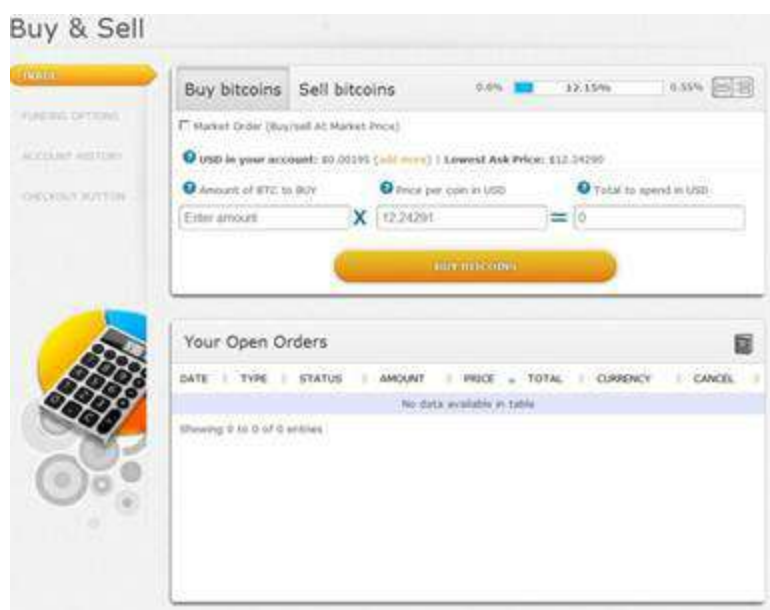 Buy & Sell
TRADE
FUNDING OPTIONS
ACCOUNT HISTORY
CHECKOUT BUTTON
Buy bitcoins Sell bitcoins 0.6% 12.15% 0.55%
Market Order (Buy/sell At Market Price)
USD in your account: $0.00195 (add more) | Lowest Ask Price: $12.24290
Amount of BTC to BUY Price per coin in USD Total to spend in USD
Enter amount X 12.24291 = 0
BUY BITCOINS
Your Open Orders
DATE TYPE STATUS AMOUNT PRICE TOTAL CURRENCY CANCEL
No data available in table
Showing 0 to 0 of 0 entries